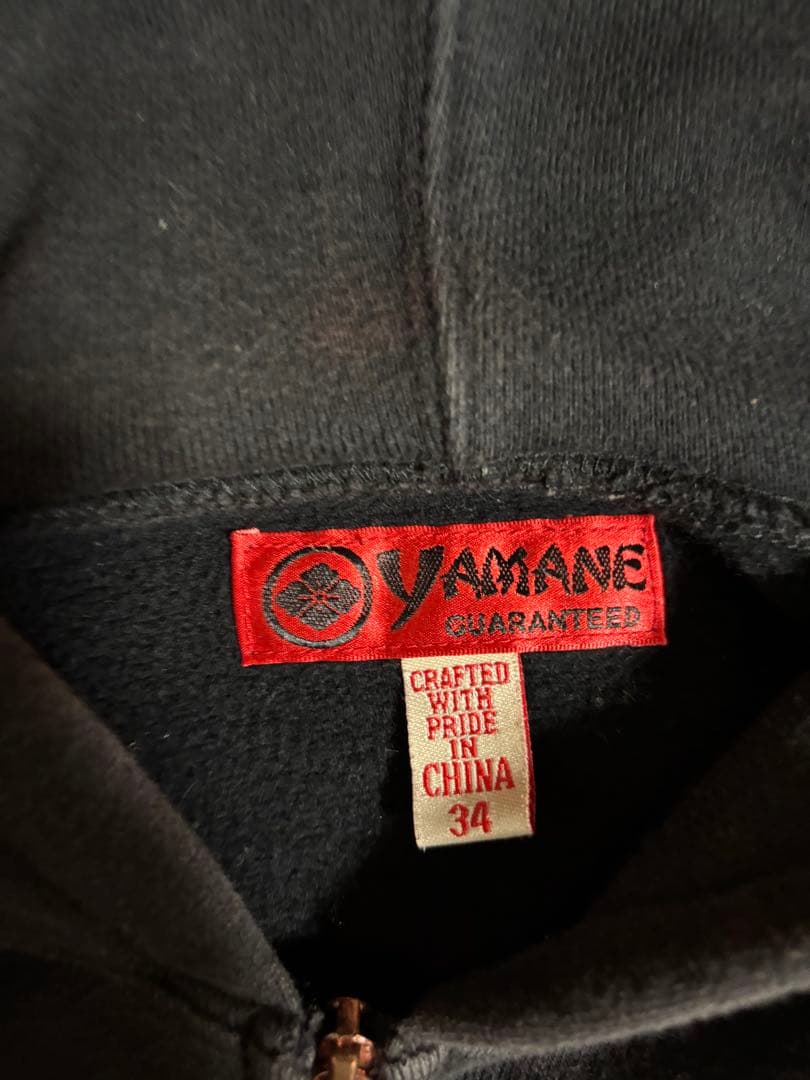 YAMANE
GUARANTEED
CRAFTED
WITH
PRIDE
IN
CHINA
34